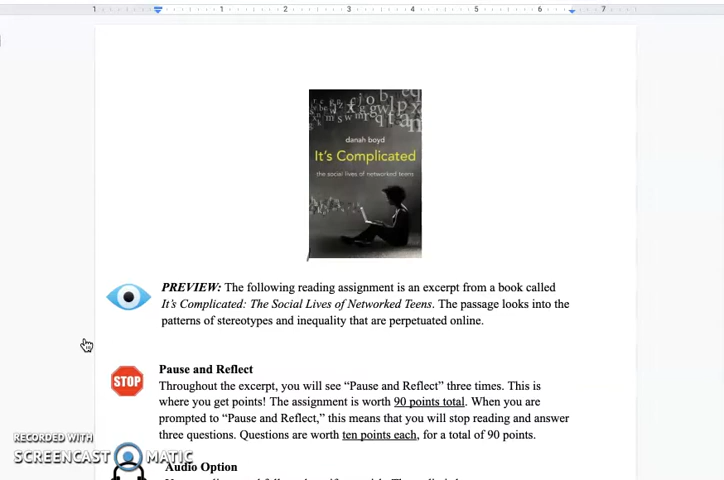 1 1 2 3 4 5 6 7
danah boyd
It's Complicated
the social lives of networked teens
PREVIEW: The following reading assignment is an excerpt from a book called
It's Complicated: The Social Lives of Networked Teens. The passage looks into the
patterns of stereotypes and inequality that are perpetuated online.
Pause and Reflect
STOP
Throughout the excerpt, you will see “Pause and Reflect” three times. This is
where you get points! The assignment is worth 90 points total. When you are
prompted to “Pause and Reflect,” this means that you will stop reading and answer
three questions. Questions are worth ten points each, for a total of 90 points.
RECORDED WITH
SCREENCAST MATIC
Audio Option